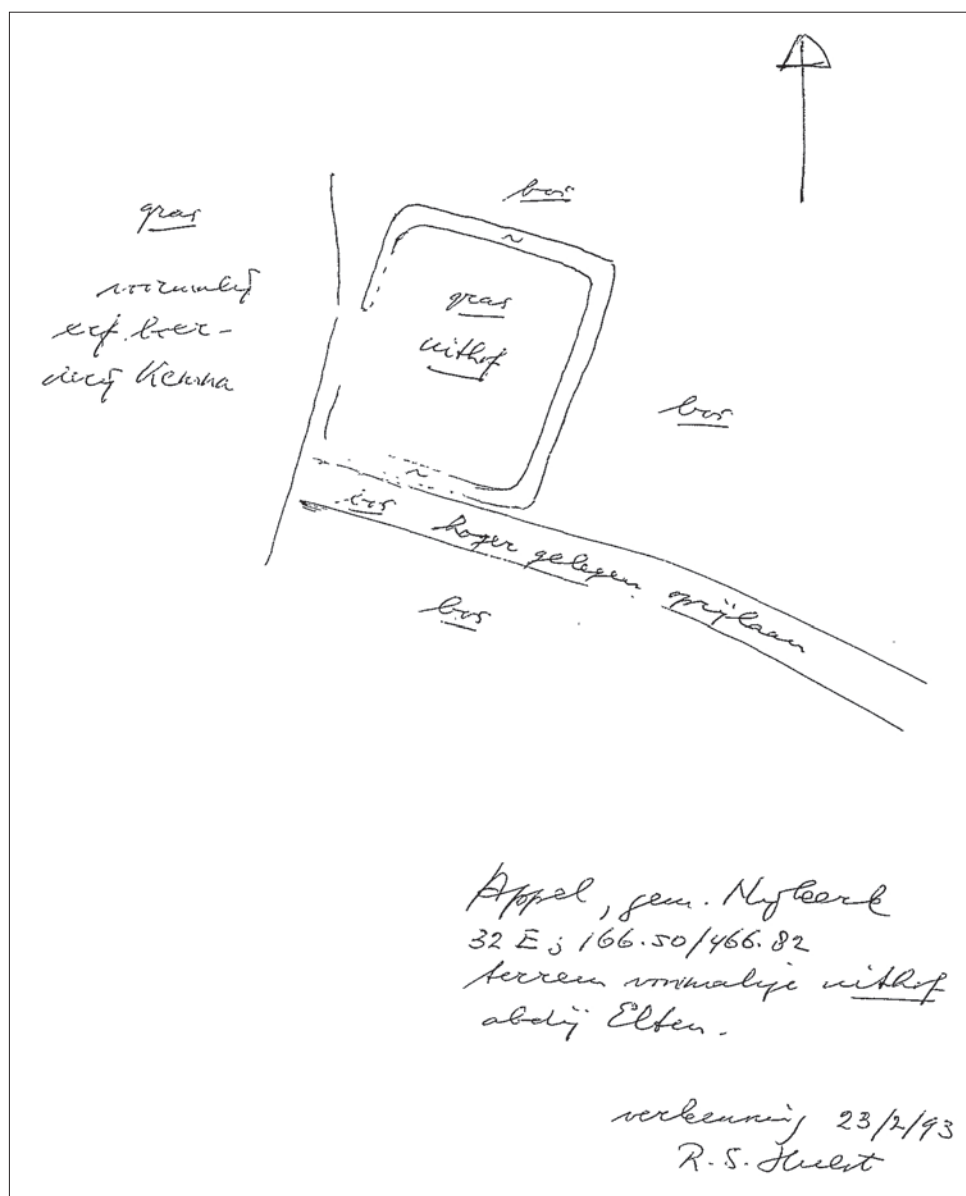 bos
gras
voormalig
erf boer-
derij Kemna
gras
uithof
bos
bos
hoger gelegen oprijlaan
bos
Appel, gem. Nijkerk
32 E; 166.50/466.82
terrein voormalige uithof
abdij Elten.
verkenning 23/2/93
R. S. Hulst